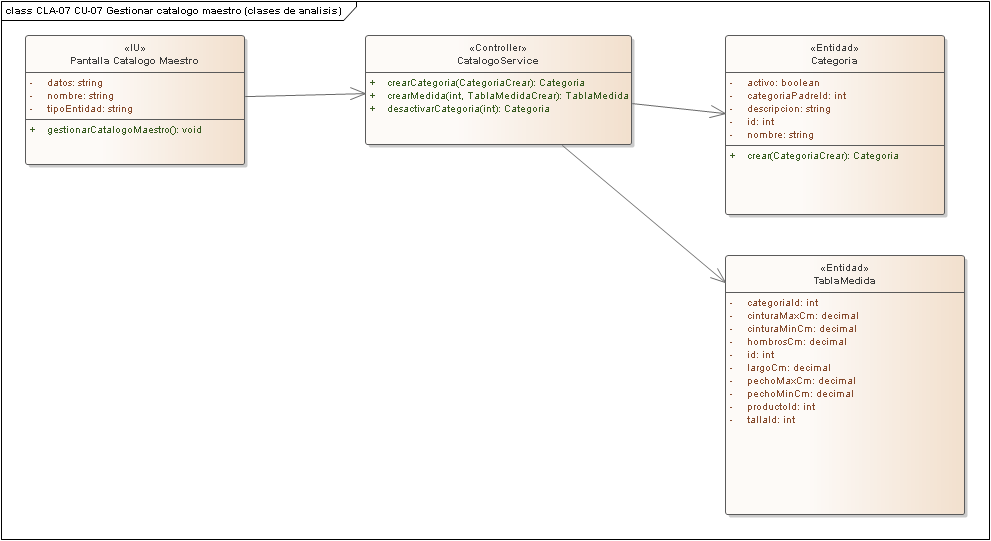 class CLA-07 CU-07 Gestionar catalogo maestro (clases de analisis)
«IU»
Pantalla Catalogo Maestro
- datos: string
- nombre: string
- tipoEntidad: string
+ gestionarCatalogoMaestro(): void
«Controller»
CatalogoService
+ crearCategoria(CategoriaCrear): Categoria
+ crearMedida(int, TablaMedidaCrear): TablaMedida
+ desactivarCategoria(int): Categoria
«Entidad»
Categoria
- activo: boolean
- categoriaPadreId: int
- descripcion: string
- id: int
- nombre: string
+ crear(CategoriaCrear): Categoria
«Entidad»
TablaMedida
- categoriaId: int
- cinturaMaxCm: decimal
- cinturaMinCm: decimal
- hombrosCm: decimal
- id: int
- largoCm: decimal
- pechoMaxCm: decimal
- pechoMinCm: decimal
- productoId: int
- tallaId: int